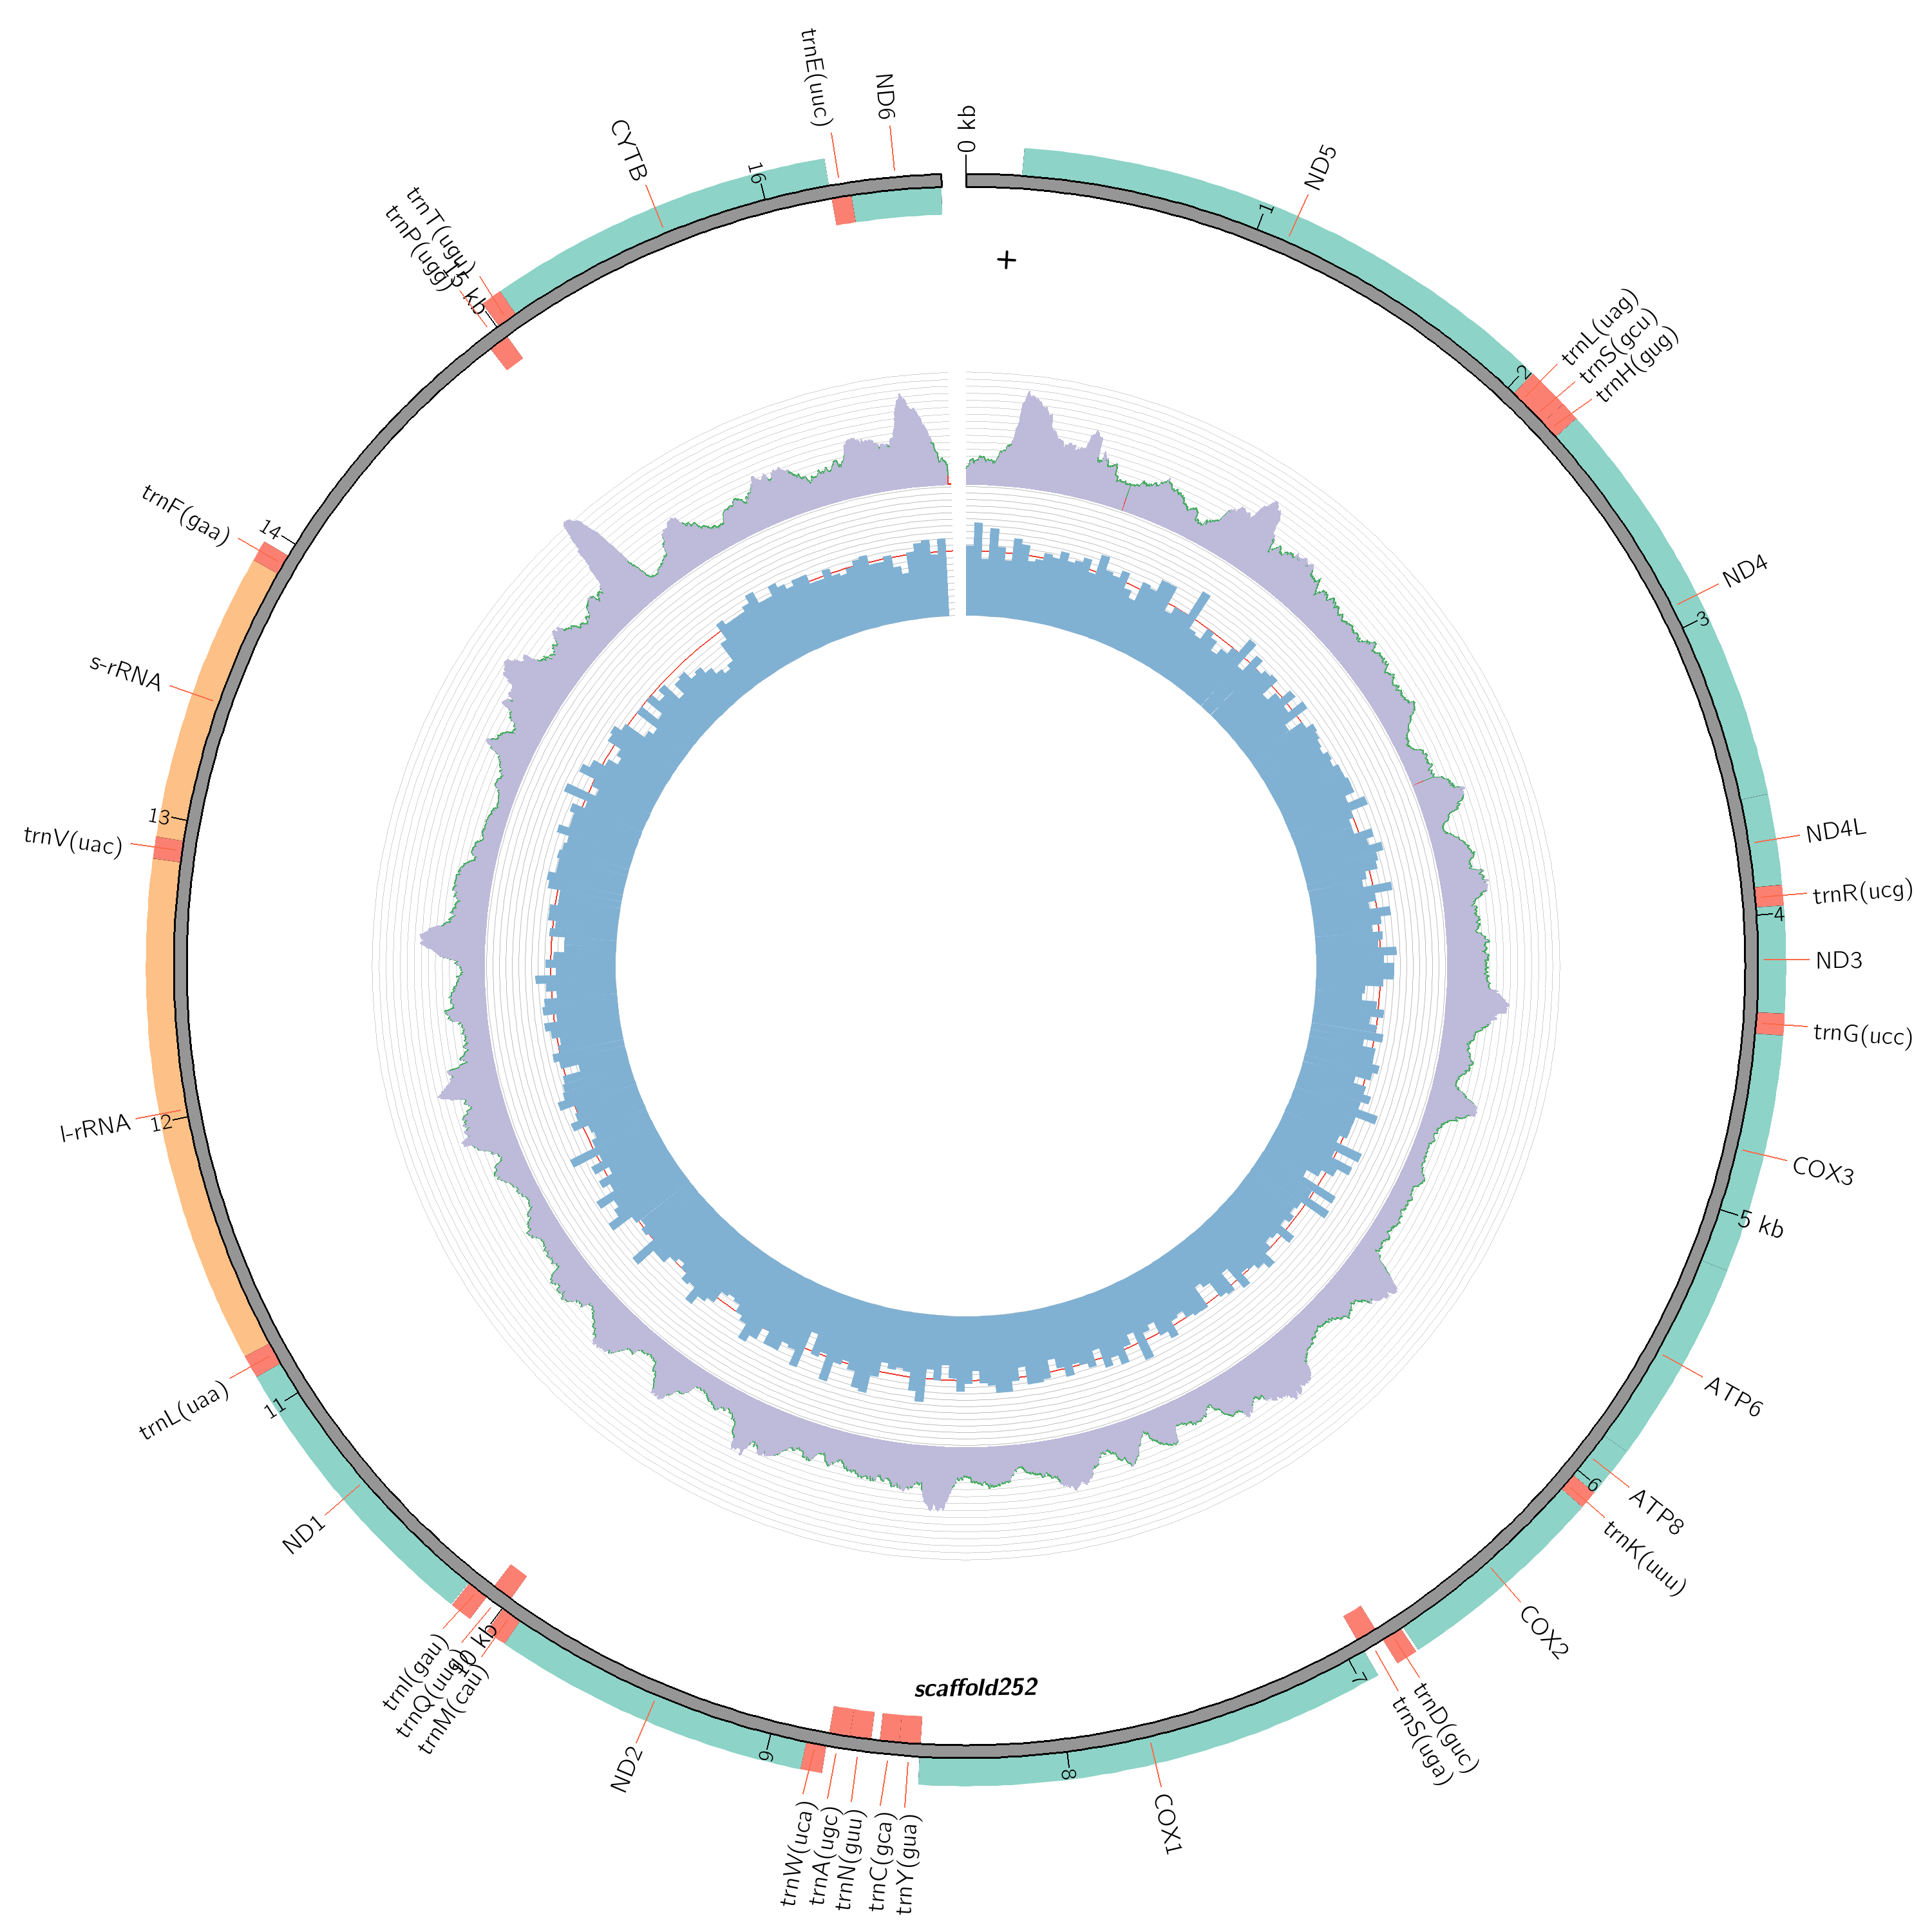 0 kb
ND5
1
trnL(uag)
2
trnS(gcu)
trnH(gug)
ND4
3
ND4L
trnR(ucg)
4
ND3
trnG(ucc)
COX3
5 kb
ATP6
6
ATP8
trnK(uuu)
COX2
trnD(guc)
trnS(uga)
7
COX1
8
trnY(gua)
trnC(gca)
trnN(guu)
trnA(ugc)
trnW(uca)
9
ND2
trnM(cau)
10 kb
trnQ(uug)
trnI(gau)
ND1
11
trnL(uaa)
12
l-rRNA
trnV(uac)
13
s-rRNA
trnF(gaa)
14
trnP(ugg)
15 kb
trnT(ugu)
CYTB
16
trnE(uuc)
ND6
+
scaffold252